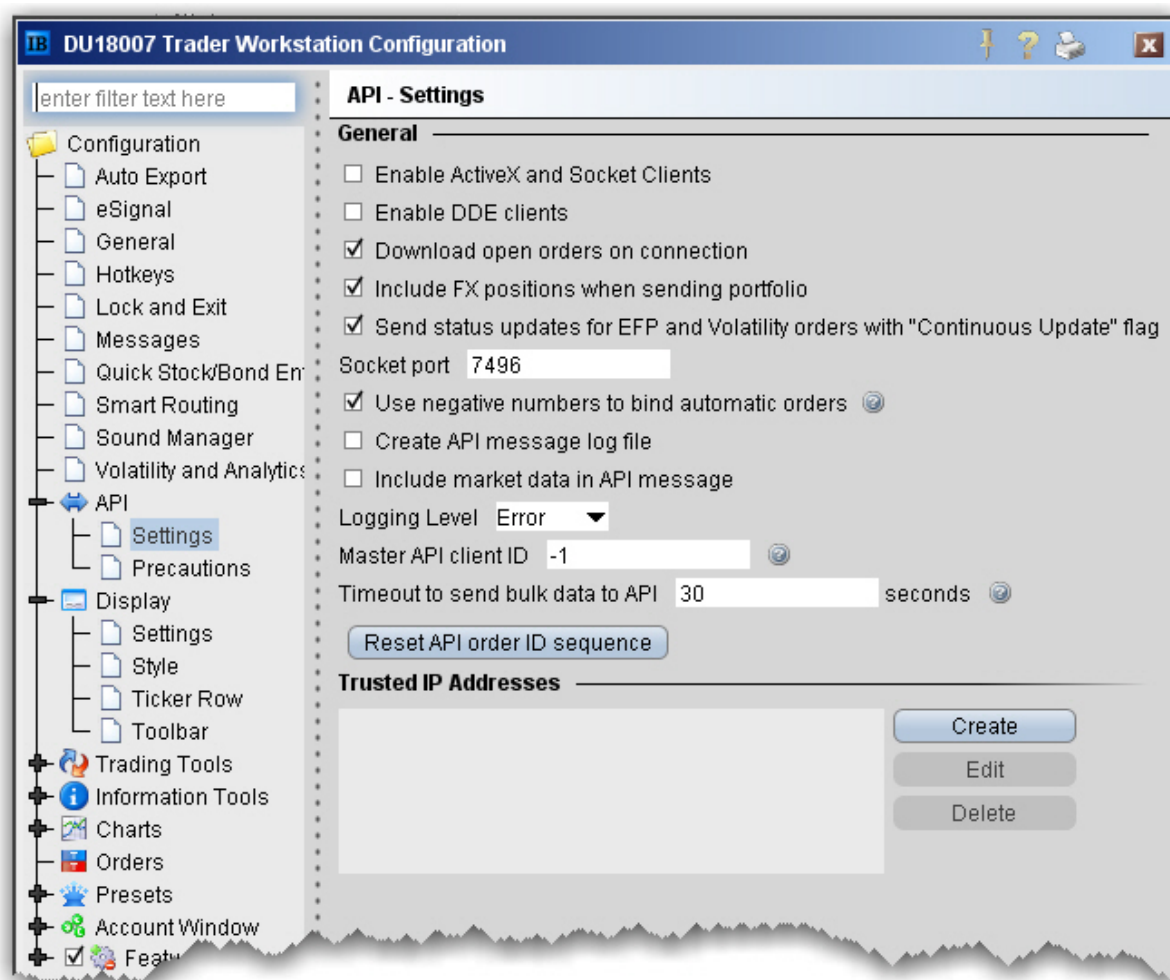 IB DU18007 Trader Workstation Configuration
enter filter text here
Configuration
Auto Export
eSignal
General
Hotkeys
Lock and Exit
Messages
Quick Stock/Bond En
Smart Routing
Sound Manager
Volatility and Analytics
API
Settings
Precautions
Display
Settings
Style
Ticker Row
Toolbar
Trading Tools
Information Tools
Charts
Orders
Presets
Account Window
API - Settings
General
Enable ActiveX and Socket Clients
Enable DDE clients
Download open orders on connection
Include FX positions when sending portfolio
Send status updates for EFP and Volatility orders with "Continuous Update" flag
Socket port 7496
Use negative numbers to bind automatic orders
Create API message log file
Include market data in API message
Logging Level Error
Master API client ID -1
Timeout to send bulk data to API 30 seconds
Reset API order ID sequence
Trusted IP Addresses
Create
Edit
Delete